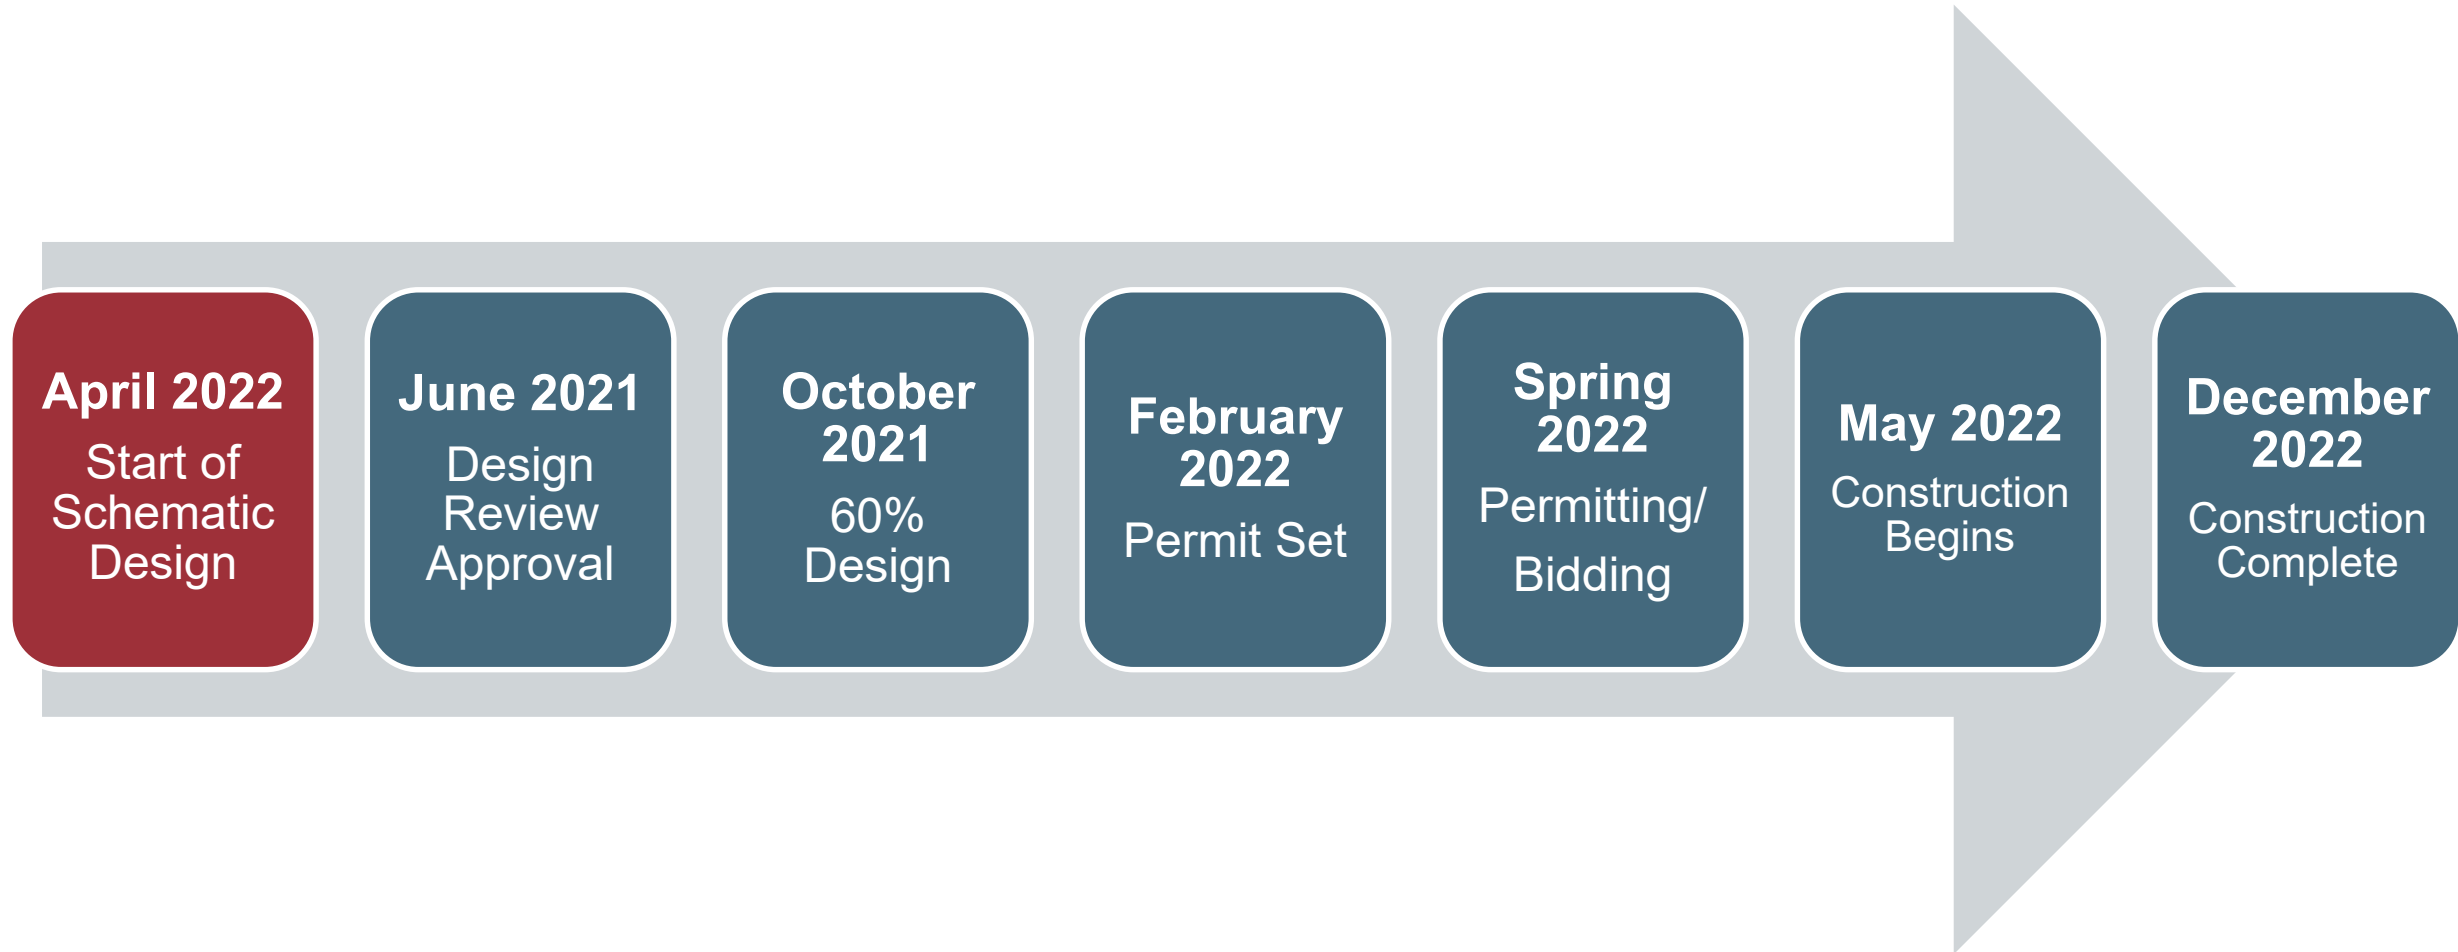 April 2022
Start of
Schematic
Design
June 2021
Design
Review
Approval
October
2021
60%
Design
February
2022
Permit Set
Spring
2022
Permitting/
Bidding
May 2022
Construction
Begins
December
2022
Construction
Complete